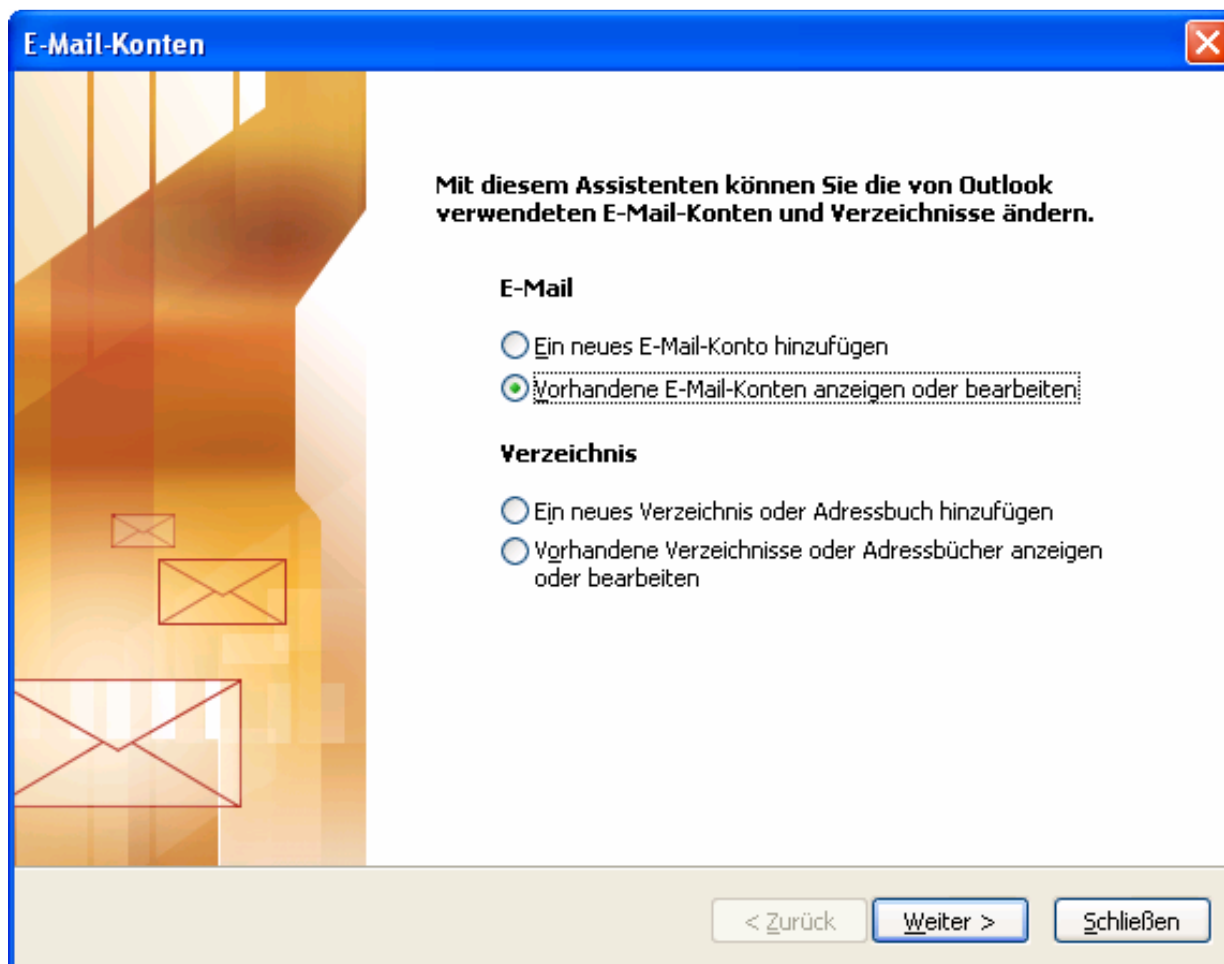 E-Mail-Konten
Mit diesem Assistenten können Sie die von Outlook
verwendeten E-Mail-Konten und Verzeichnisse ändern.
E-Mail
Ein neues E-Mail-Konto hinzufügen
Vorhandene E-Mail-Konten anzeigen oder bearbeiten
Verzeichnis
Ein neues Verzeichnis oder Adressbuch hinzufügen
Vorhandene Verzeichnisse oder Adressbücher anzeigen
oder bearbeiten
< Zurück
Weiter >
Schließen